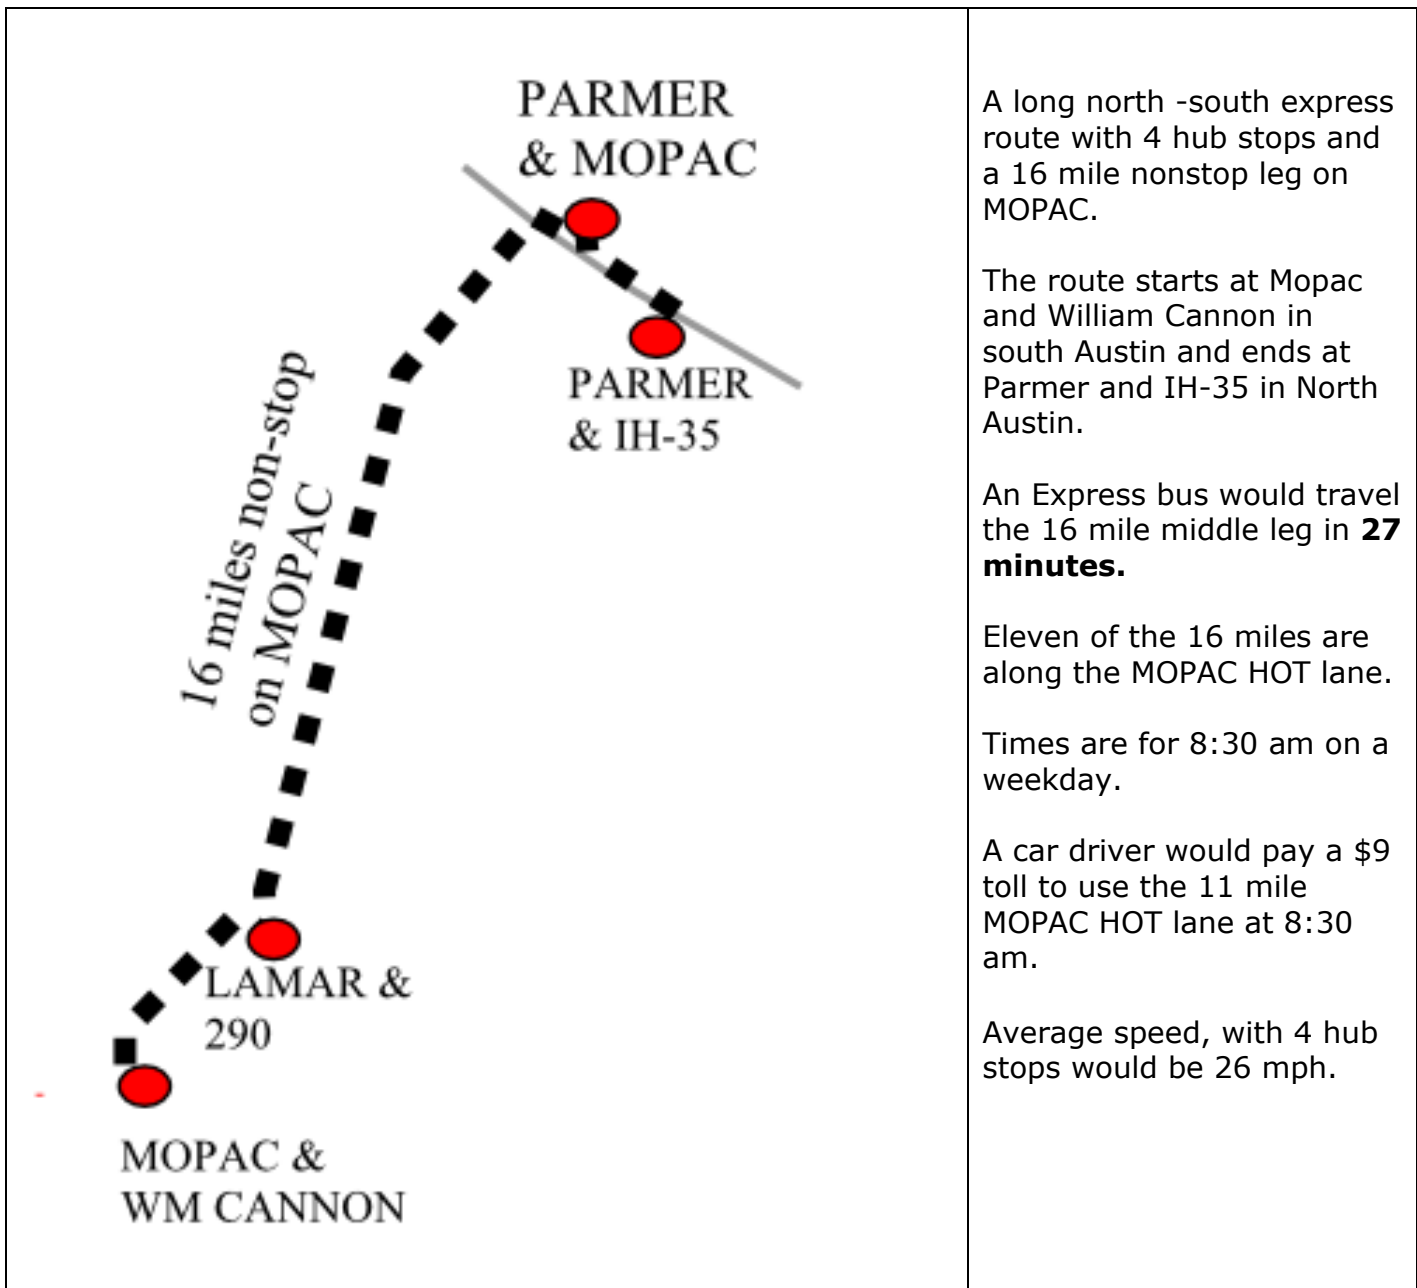 PARMER
& MOPAC
PARMER
& IH-35
16 miles non-stop
on MOPAC
LAMAR &
290
MOPAC &
WM CANNON
A long north -south express
route with 4 hub stops and
a 16 mile nonstop leg on
MOPAC.
The route starts at Mopac
and William Cannon in
south Austin and ends at
Parmer and IH-35 in North
Austin.
An Express bus would travel
the 16 mile middle leg in 27
minutes.
Eleven of the 16 miles are
along the MOPAC HOT lane.
Times are for 8:30 am on a
weekday.
A car driver would pay a $9
toll to use the 11 mile
MOPAC HOT lane at 8:30
am.
Average speed, with 4 hub
stops would be 26 mph.